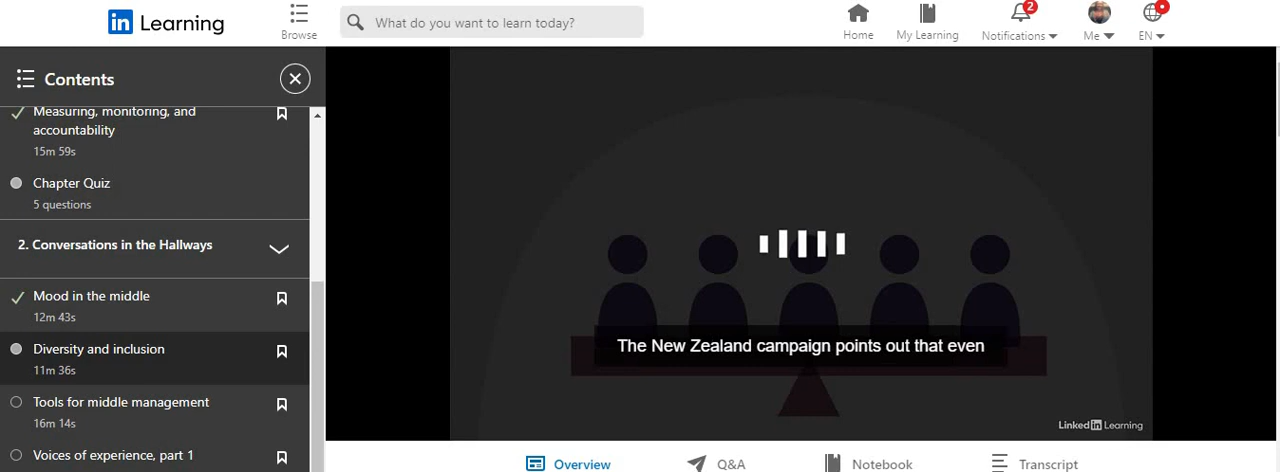 in Learning
Browse
What do you want to learn today?
Home
My Learning
2
Notifications
Me
EN
Contents
Measuring, monitoring, and
accountability
15m 59s
Chapter Quiz
5 questions
2. Conversations in the Hallways
Mood in the middle
12m 43s
Diversity and inclusion
11m 36s
Tools for middle management
16m 14s
Voices of experience, part 1
The New Zealand campaign points out that even
Linked in Learning
Overview
Q&A
Notebook
Transcript